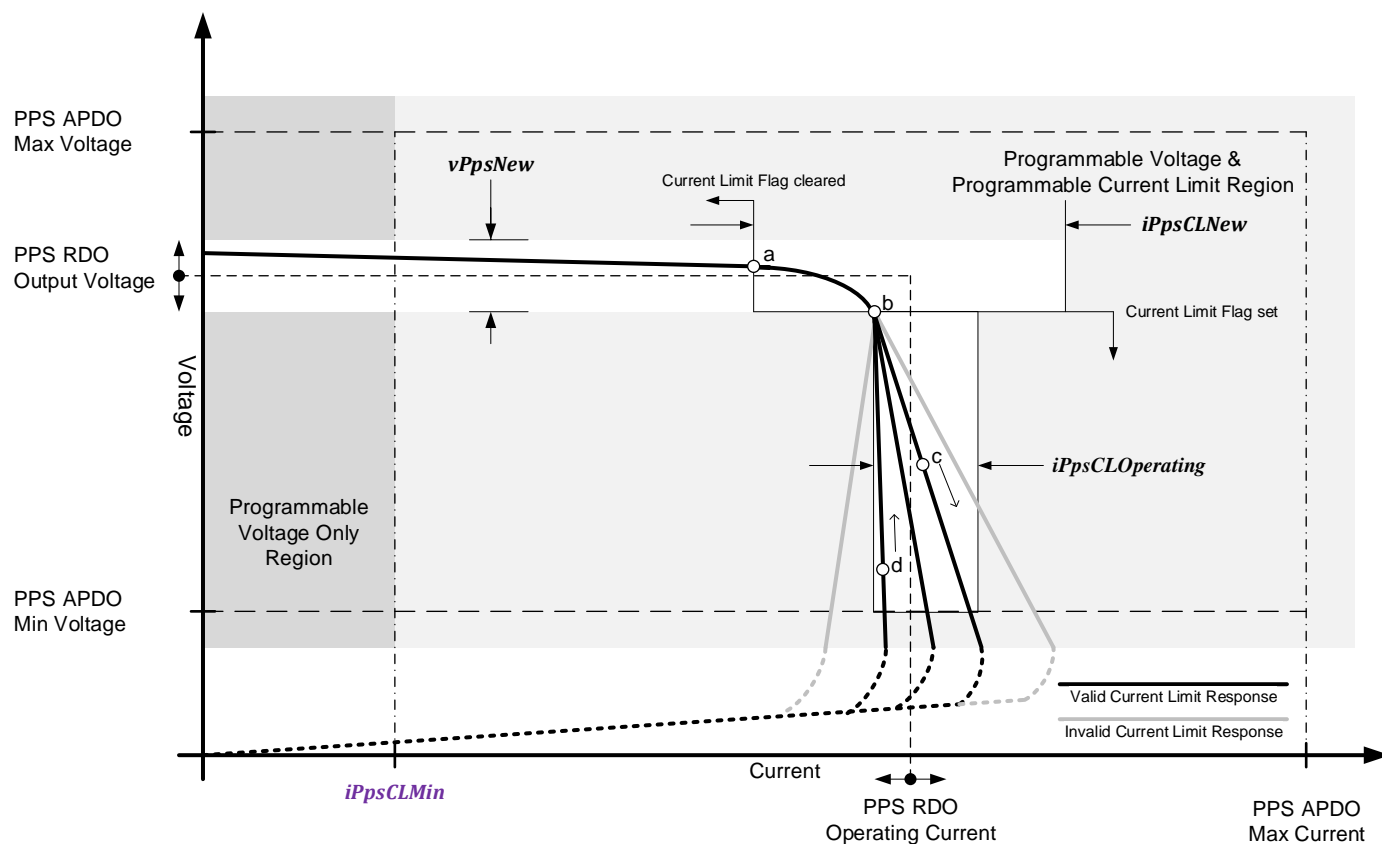 PPS APDO
Max Voltage
vPpsNew
Current Limit Flag cleared
Programmable Voltage &
Programmable Current Limit Region
iPpsCLNew
PPS RDO
Output Voltage
a
b
Current Limit Flag set
Voltage
c
iPpsCLOperating
Programmable
Voltage Only
Region
d
PPS APDO
Min Voltage
Valid Current Limit Response
Invalid Current Limit Response
Current
iPpsCLMin
PPS RDO
Operating Current
PPS APDO
Max Current